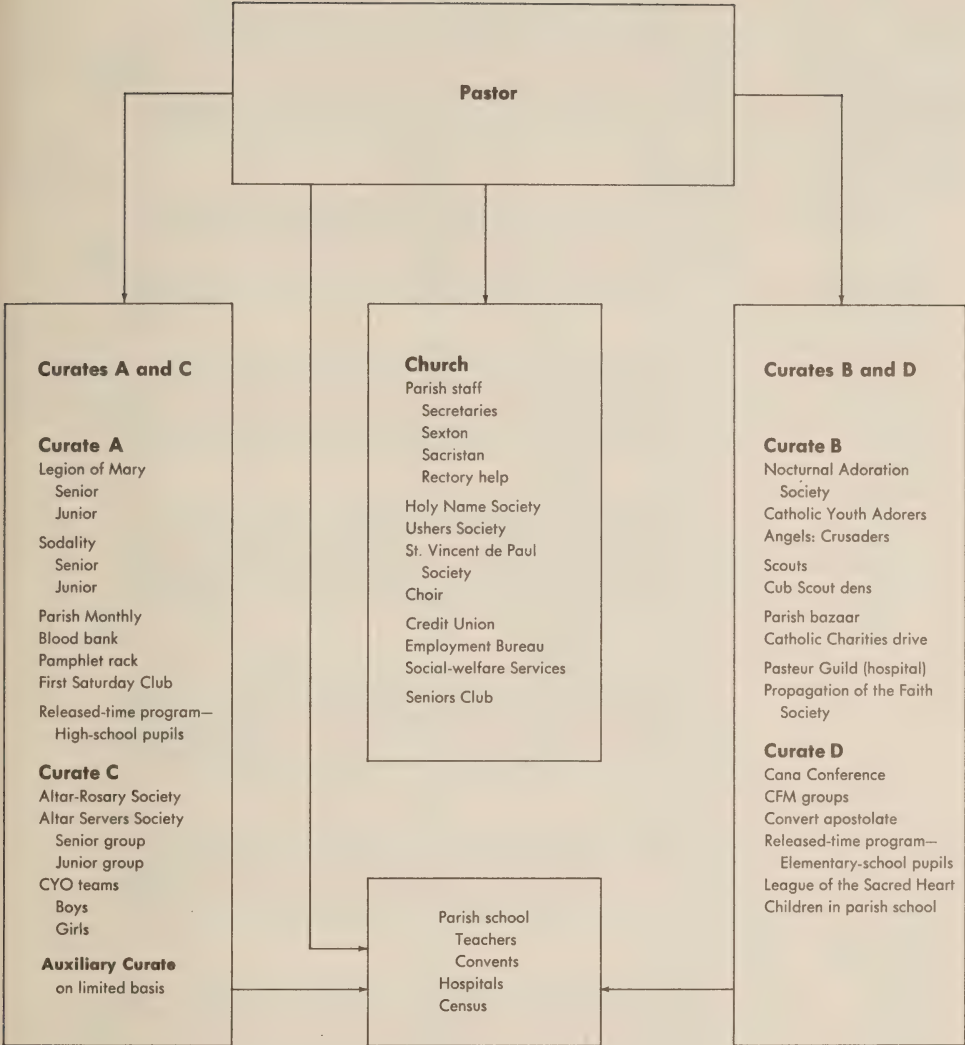 Pastor
Curates A and C
Curate A
Legion of Mary
Senior
Junior
Sodality
Senior
Junior
Parish Monthly
Blood bank
Pamphlet rack
First Saturday Club
Released-time program—
High-school pupils
Curate C
Altar-Rosary Society
Altar Servers Society
Senior group
Junior group
CYO teams
Boys
Girls
Auxiliary Curate
on limited basis
Church
Parish staff
Secretaries
Sexton
Sacristan
Rectory help
Holy Name Society
Ushers Society
St. Vincent de Paul
Society
Choir
Credit Union
Employment Bureau
Social-welfare Services
Seniors Club
Parish school
Teachers
Convents
Hospitals
Census
Curates B and D
Curate B
Nocturnal Adoration
Society
Catholic Youth Adorers
Angels: Crusaders
Scouts
Cub Scout dens
Parish bazaar
Catholic Charities drive
Pasteur Guild (hospital)
Propagation of the Faith
Society
Curate D
Cana Conference
CFM groups
Convert apostolate
Released-time program—
Elementary-school pupils
League of the Sacred Heart
Children in parish school